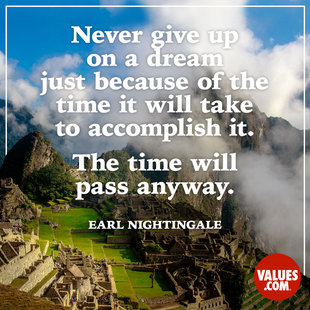 Never give up
on a dream
just because of the
time it will take
to accomplish it.
The time will
pass anyway.
EARL NIGHTINGALE
VALUES
.COM